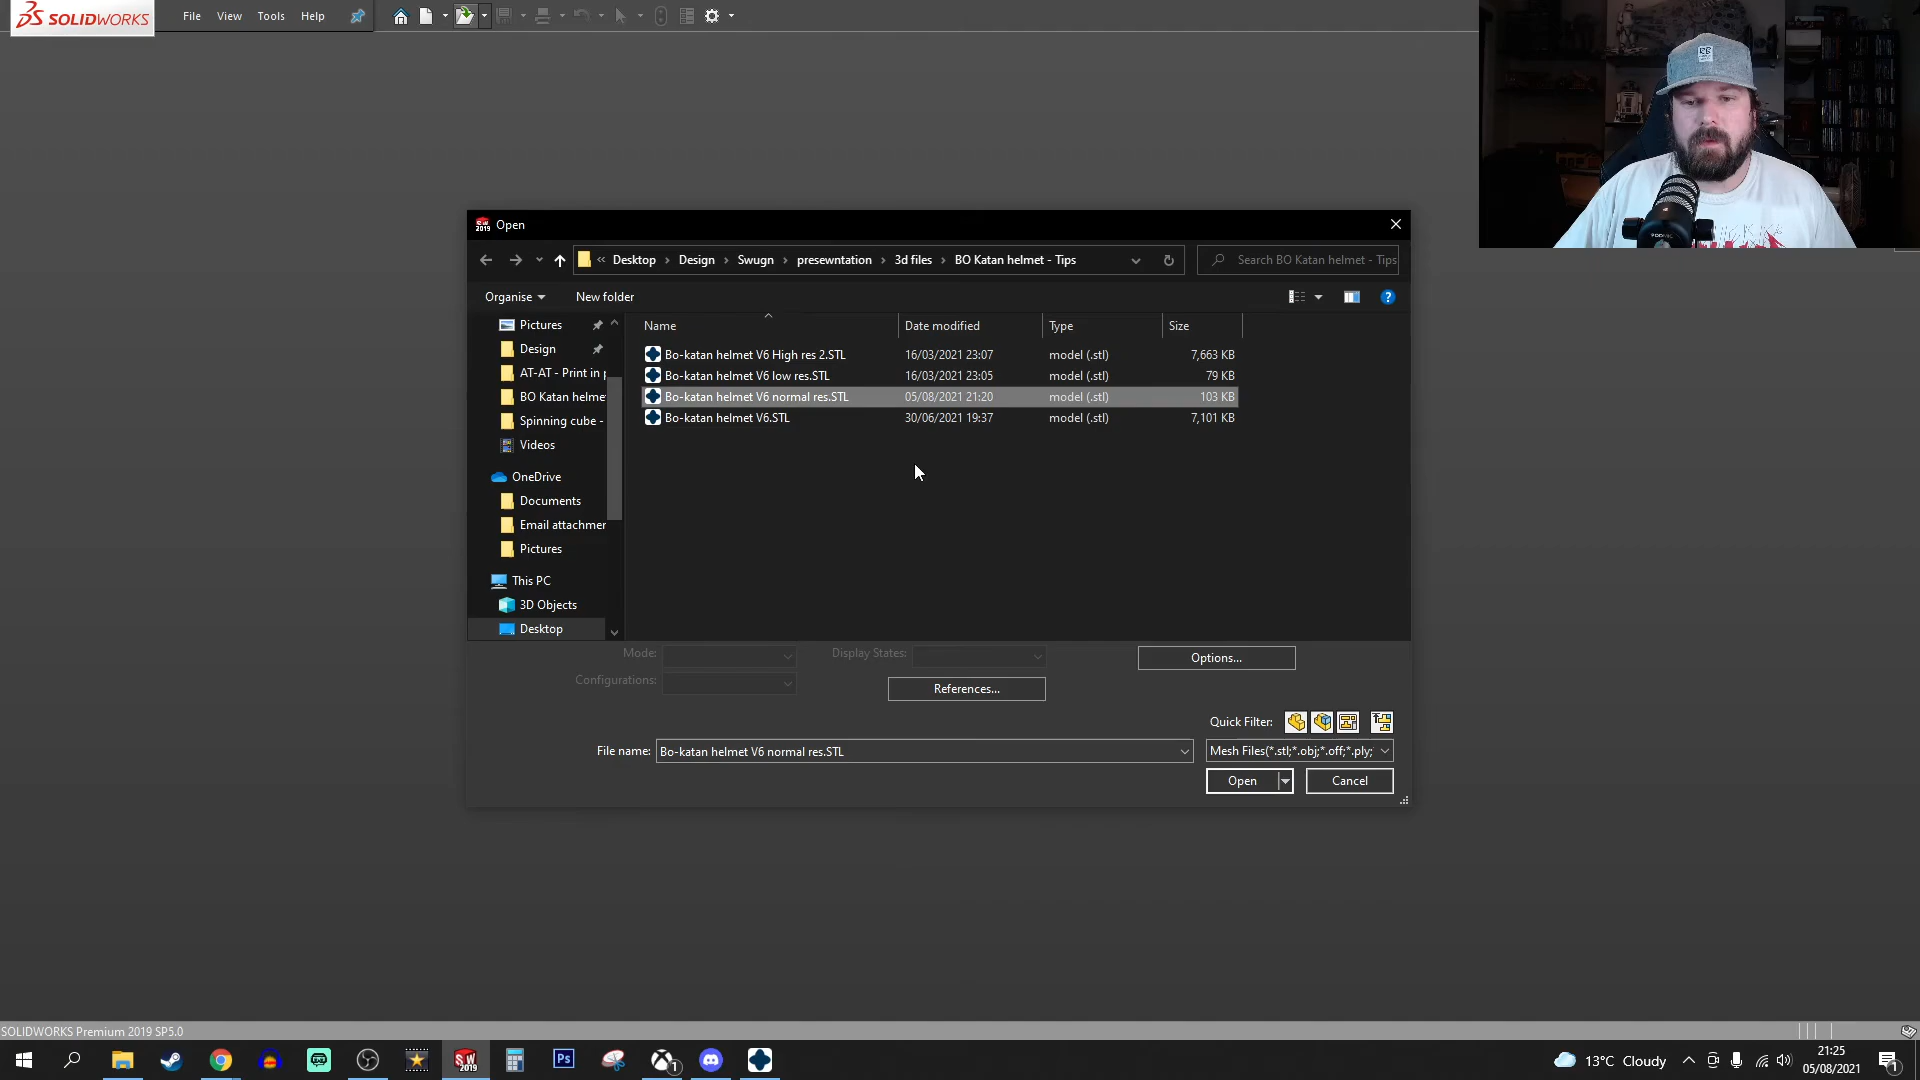 SOLIDWORKS File View Tools Help
SW 2019 Open
« Desktop > Design > Swugn > presewntation > 3d files > BO Katan helmet - Tips Search BO Katan helmet - Tips
Organise New folder
Name Date modified Type Size
Pictures
Design
AT-AT - Print in p
BO Katan helme
Spinning cube -
Videos
OneDrive
Documents
Email attachmen
Pictures
This PC
3D Objects
Desktop
Bo-katan helmet V6 High res 2.STL 16/03/2021 23:07 model (.stl) 7,663 KB
Bo-katan helmet V6 low res.STL 16/03/2021 23:05 model (.stl) 79 KB
Bo-katan helmet V6 normal res.STL 05/08/2021 21:20 model (.stl) 103 KB
Bo-katan helmet V6.STL 30/06/2021 19:37 model (.stl) 7,101 KB
Mode: Display States: Options...
Configurations: References...
Quick Filter:
File name: Bo-katan helmet V6 normal res.STL Mesh Files(*.stl;*.obj;*.off;*.ply;
Open Cancel
SOLIDWORKS Premium 2019 SP5.0
SW 2019 Ps 1 13°C Cloudy 21:25
05/08/2021 1